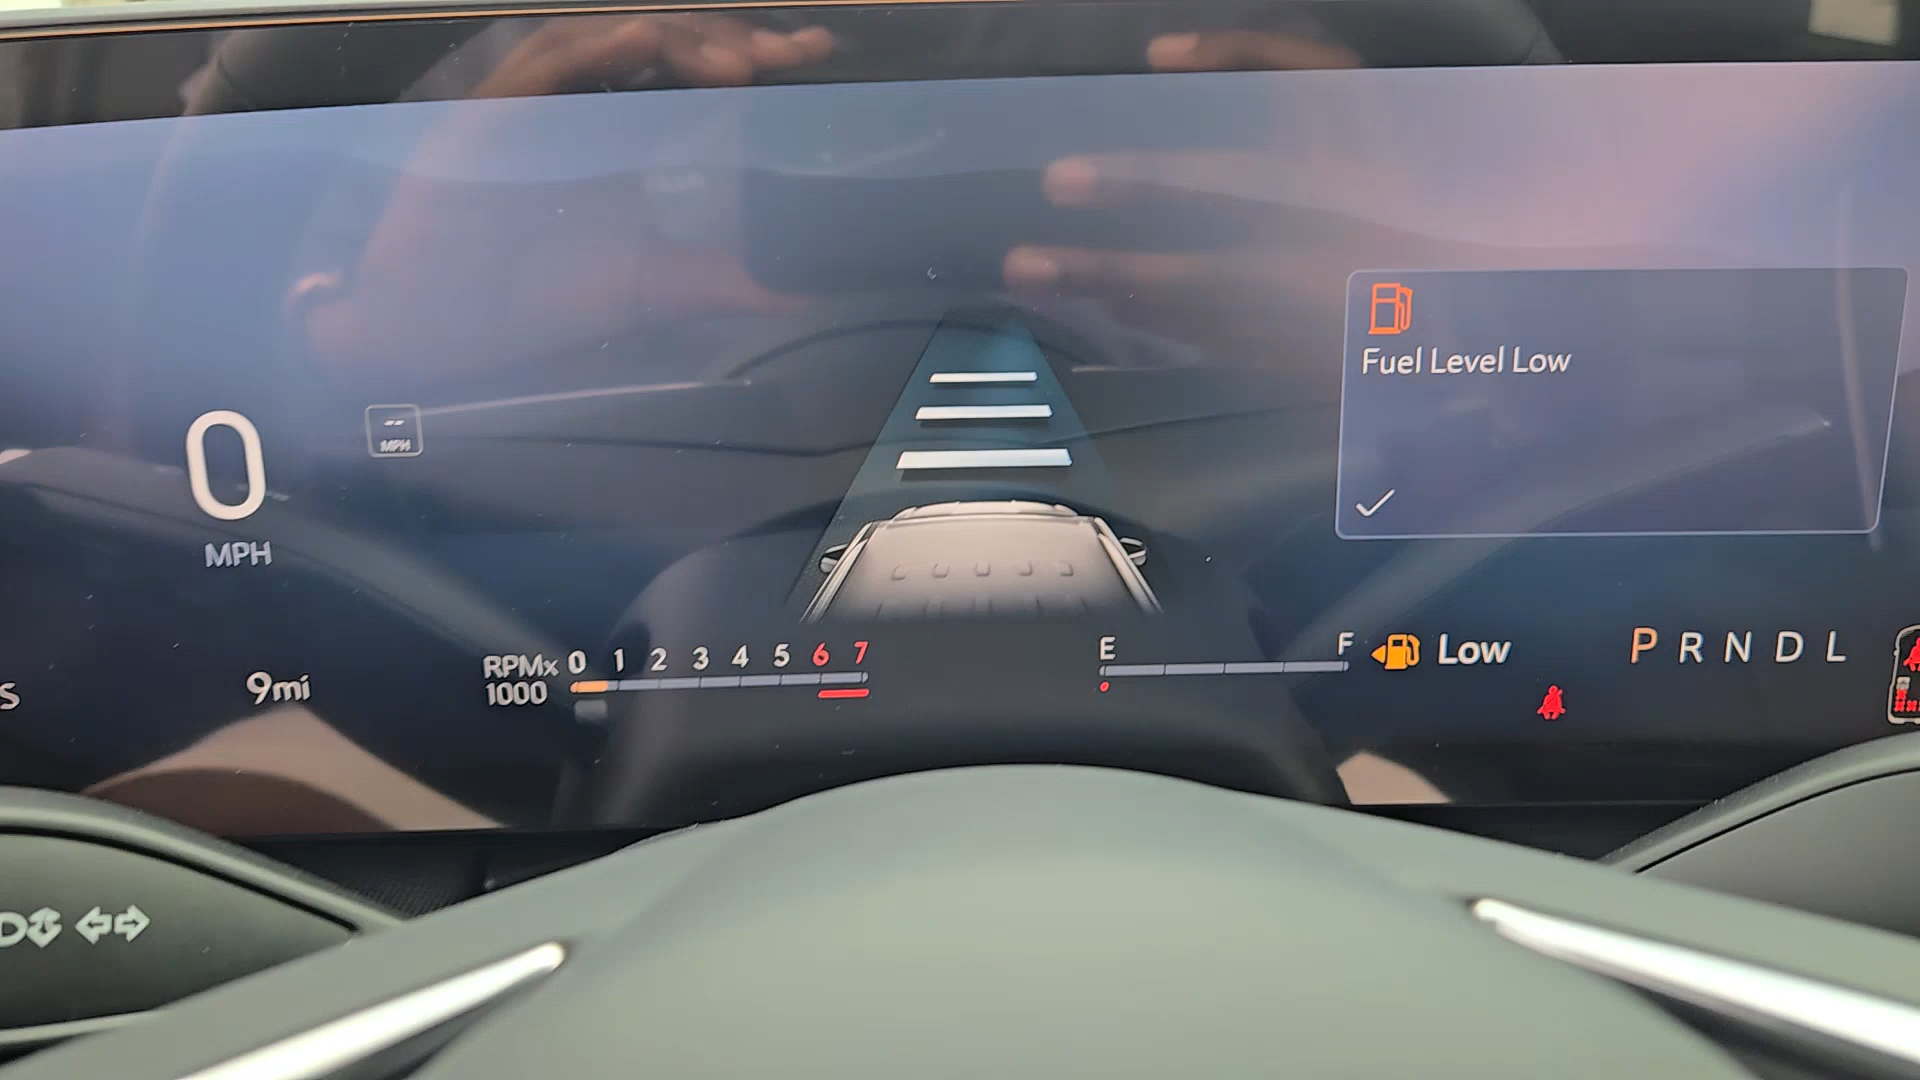 Fuel Level Low
0
MPH
--
MPH
S
9mi
RPMx
1000
0 1 2 3 4 5 6 7
E F
Low
P R N D L